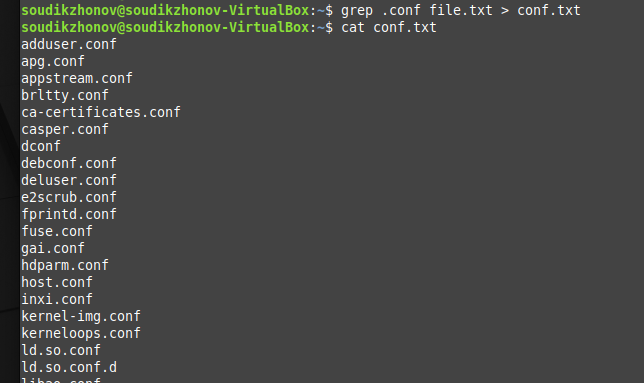 soudikzhonov@soudikzhonov-VirtualBox:~$ grep .conf file.txt > conf.txt
soudikzhonov@soudikzhonov-VirtualBox:~$ cat conf.txt
adduser.conf
apg.conf
appstream.conf
brltty.conf
ca-certificates.conf
casper.conf
dconf
debconf.conf
deluser.conf
e2scrub.conf
fprintd.conf
fuse.conf
gai.conf
hdparm.conf
host.conf
inxi.conf
kernel-img.conf
kerneloops.conf
ld.so.conf
ld.so.conf.d
libao.conf